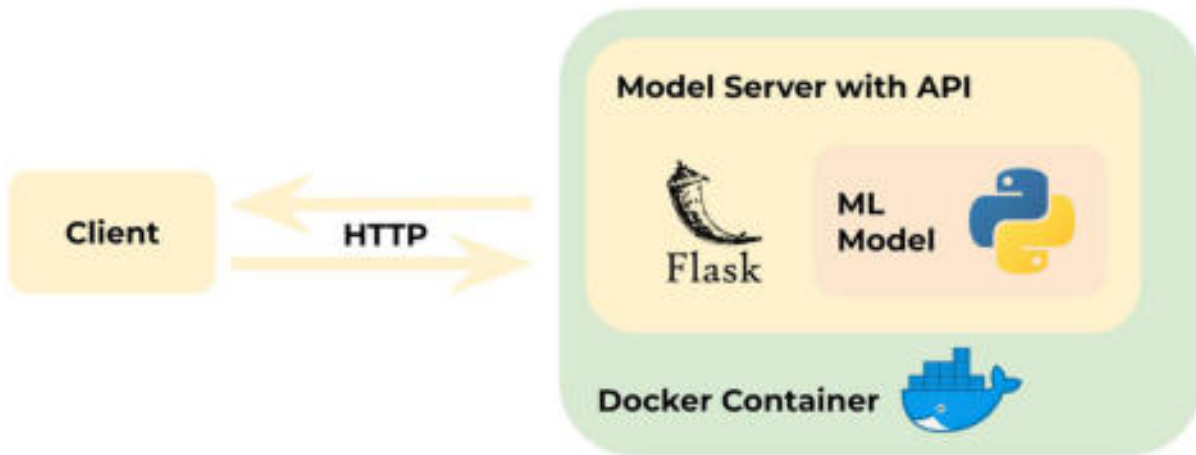 Model Server with API
Client
HTTP
Flask
ML
Model
Docker Container